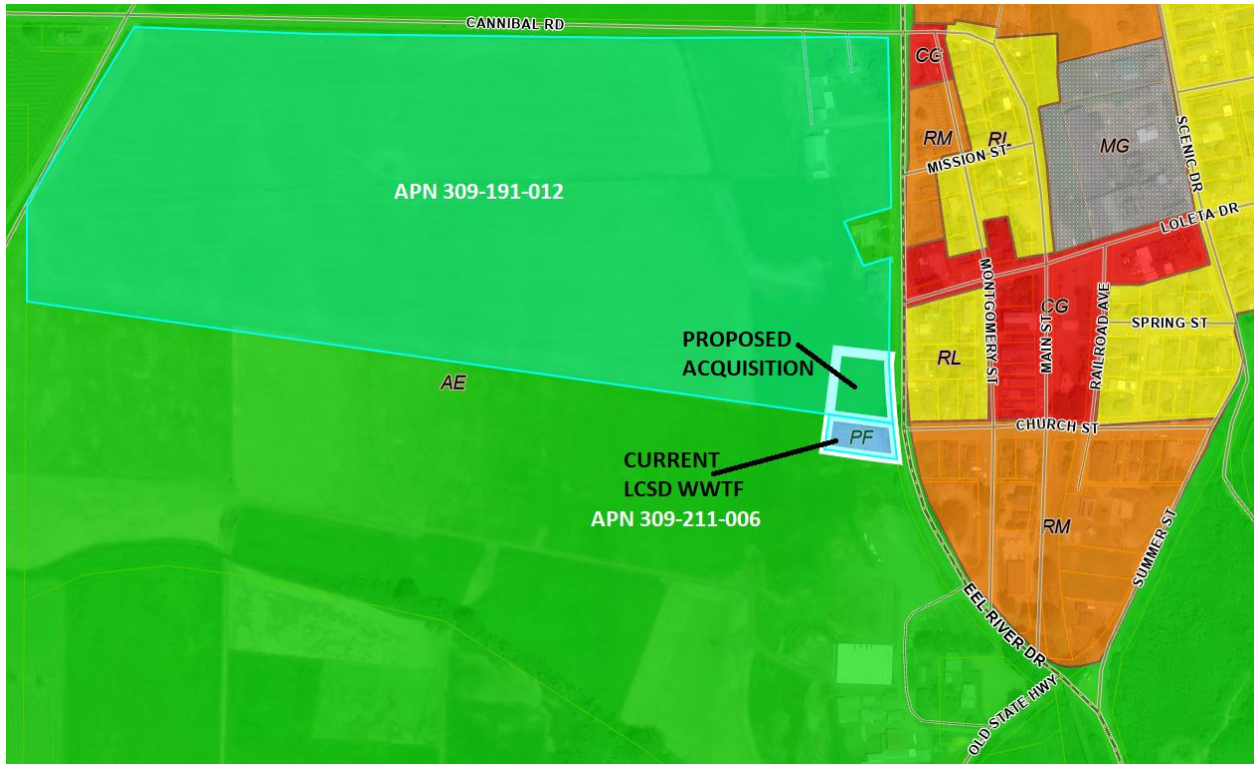 CANNIBAL RD
CG
RM
RL
MISSION ST
MG
SCENIC DR
LOLETA DR
APN 309-191-012
MONTGOMERY ST
CG
MAIN ST
RAILROAD AVE
SPRING ST
PROPOSED
ACQUISITION
RL
AE
PF
CHURCH ST
CURRENT
LCSD WWTF
APN 309-211-006
RM
SUMMER ST
EEL RIVER DR
OLD STATE HWY